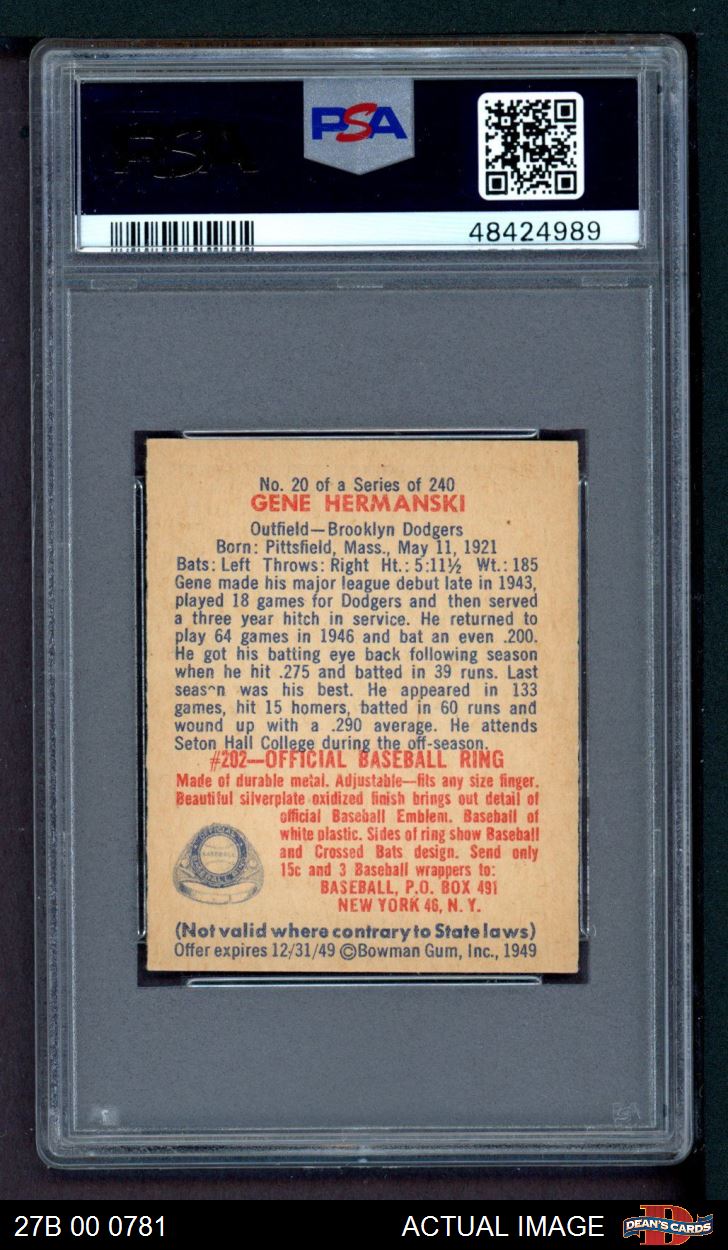 PSA
48424989
No. 20 of a Series of 240
GENE HERMANSKI
Outfield—Brooklyn Dodgers
Born: Pittsfield, Mass., May 11, 1921
Bats: Left Throws: Right Ht.: 5:11½ Wt.: 185
Gene made his major league debut late in 1943,
played 18 games for Dodgers and then served
a three year hitch in service. He returned to
play 64 games in 1946 and bat an even .200.
He got his batting eye back following season
when he hit .275 and batted in 39 runs. Last
seas^n was his best. He appeared in 133
games, hit 15 homers, batted in 60 runs and
wound up with a .290 average. He attends
Seton Hall College during the off-season.
#202—OFFICIAL BASEBALL RING
Made of durable metal. Adjustable—fits any size finger.
Beautiful silverplate oxidized finish brings out detail of
official Baseball Emblem. Baseball of
white plastic. Sides of ring show Baseball
and Crossed Bats design. Send only
15c and 3 Baseball wrappers to:
BASEBALL, P.O. BOX 491
NEW YORK 46, N. Y.
OFFICIAL
BASEBALL
BASEBALL RING
(Not valid where contrary to State laws)
Offer expires 12/31/49 ©Bowman Gum, Inc., 1949
PSA
27B 00 0781
ACTUAL IMAGE
DEAN'S CARDS